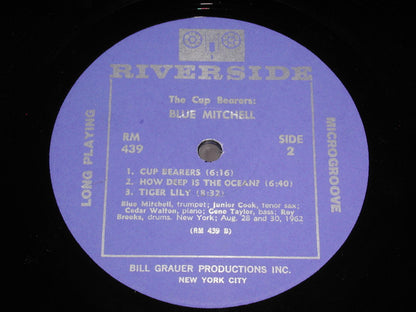 RIVERSIDE
The Cup Bearers:
BLUE MITCHELL
RM
439
SIDE
2
LONG PLAYING
MICROGROOVE
1. CUP BEARERS (6:16)
2. HOW DEEP IS THE OCEAN? (6:40)
3. TIGER LILY (8:32)
Blue Mitchell, trumpet; Junior Cook, tenor sax;
Cedar Walton, piano; Gene Taylor, bass; Roy
Brooks, drums. New York; Aug. 28 and 30, 1962
(RM 439 B)
BILL GRAUER PRODUCTIONS INC.
NEW YORK CITY